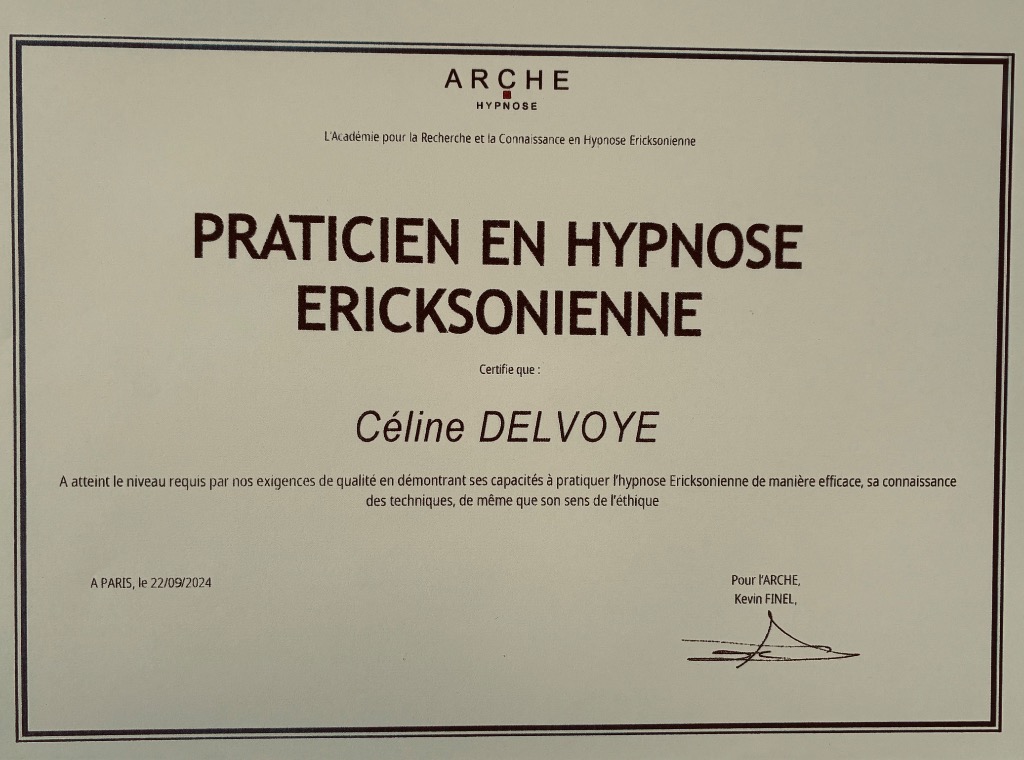 ARCHE
HYPNOSE
L'Académie pour la Recherche et la Connaissance en Hypnose Ericksonienne
PRATICIEN EN HYPNOSE
ERICKSONIENNE
Certifie que :
Céline DELVOYE
A atteint le niveau requis par nos exigences de qualité en démontrant ses capacités à pratiquer l'hypnose Ericksonienne de manière efficace, sa connaissance
des techniques, de même que son sens de l'éthique
A PARIS, le 22/09/2024
Pour l'ARCHE,
Kevin FINEL,